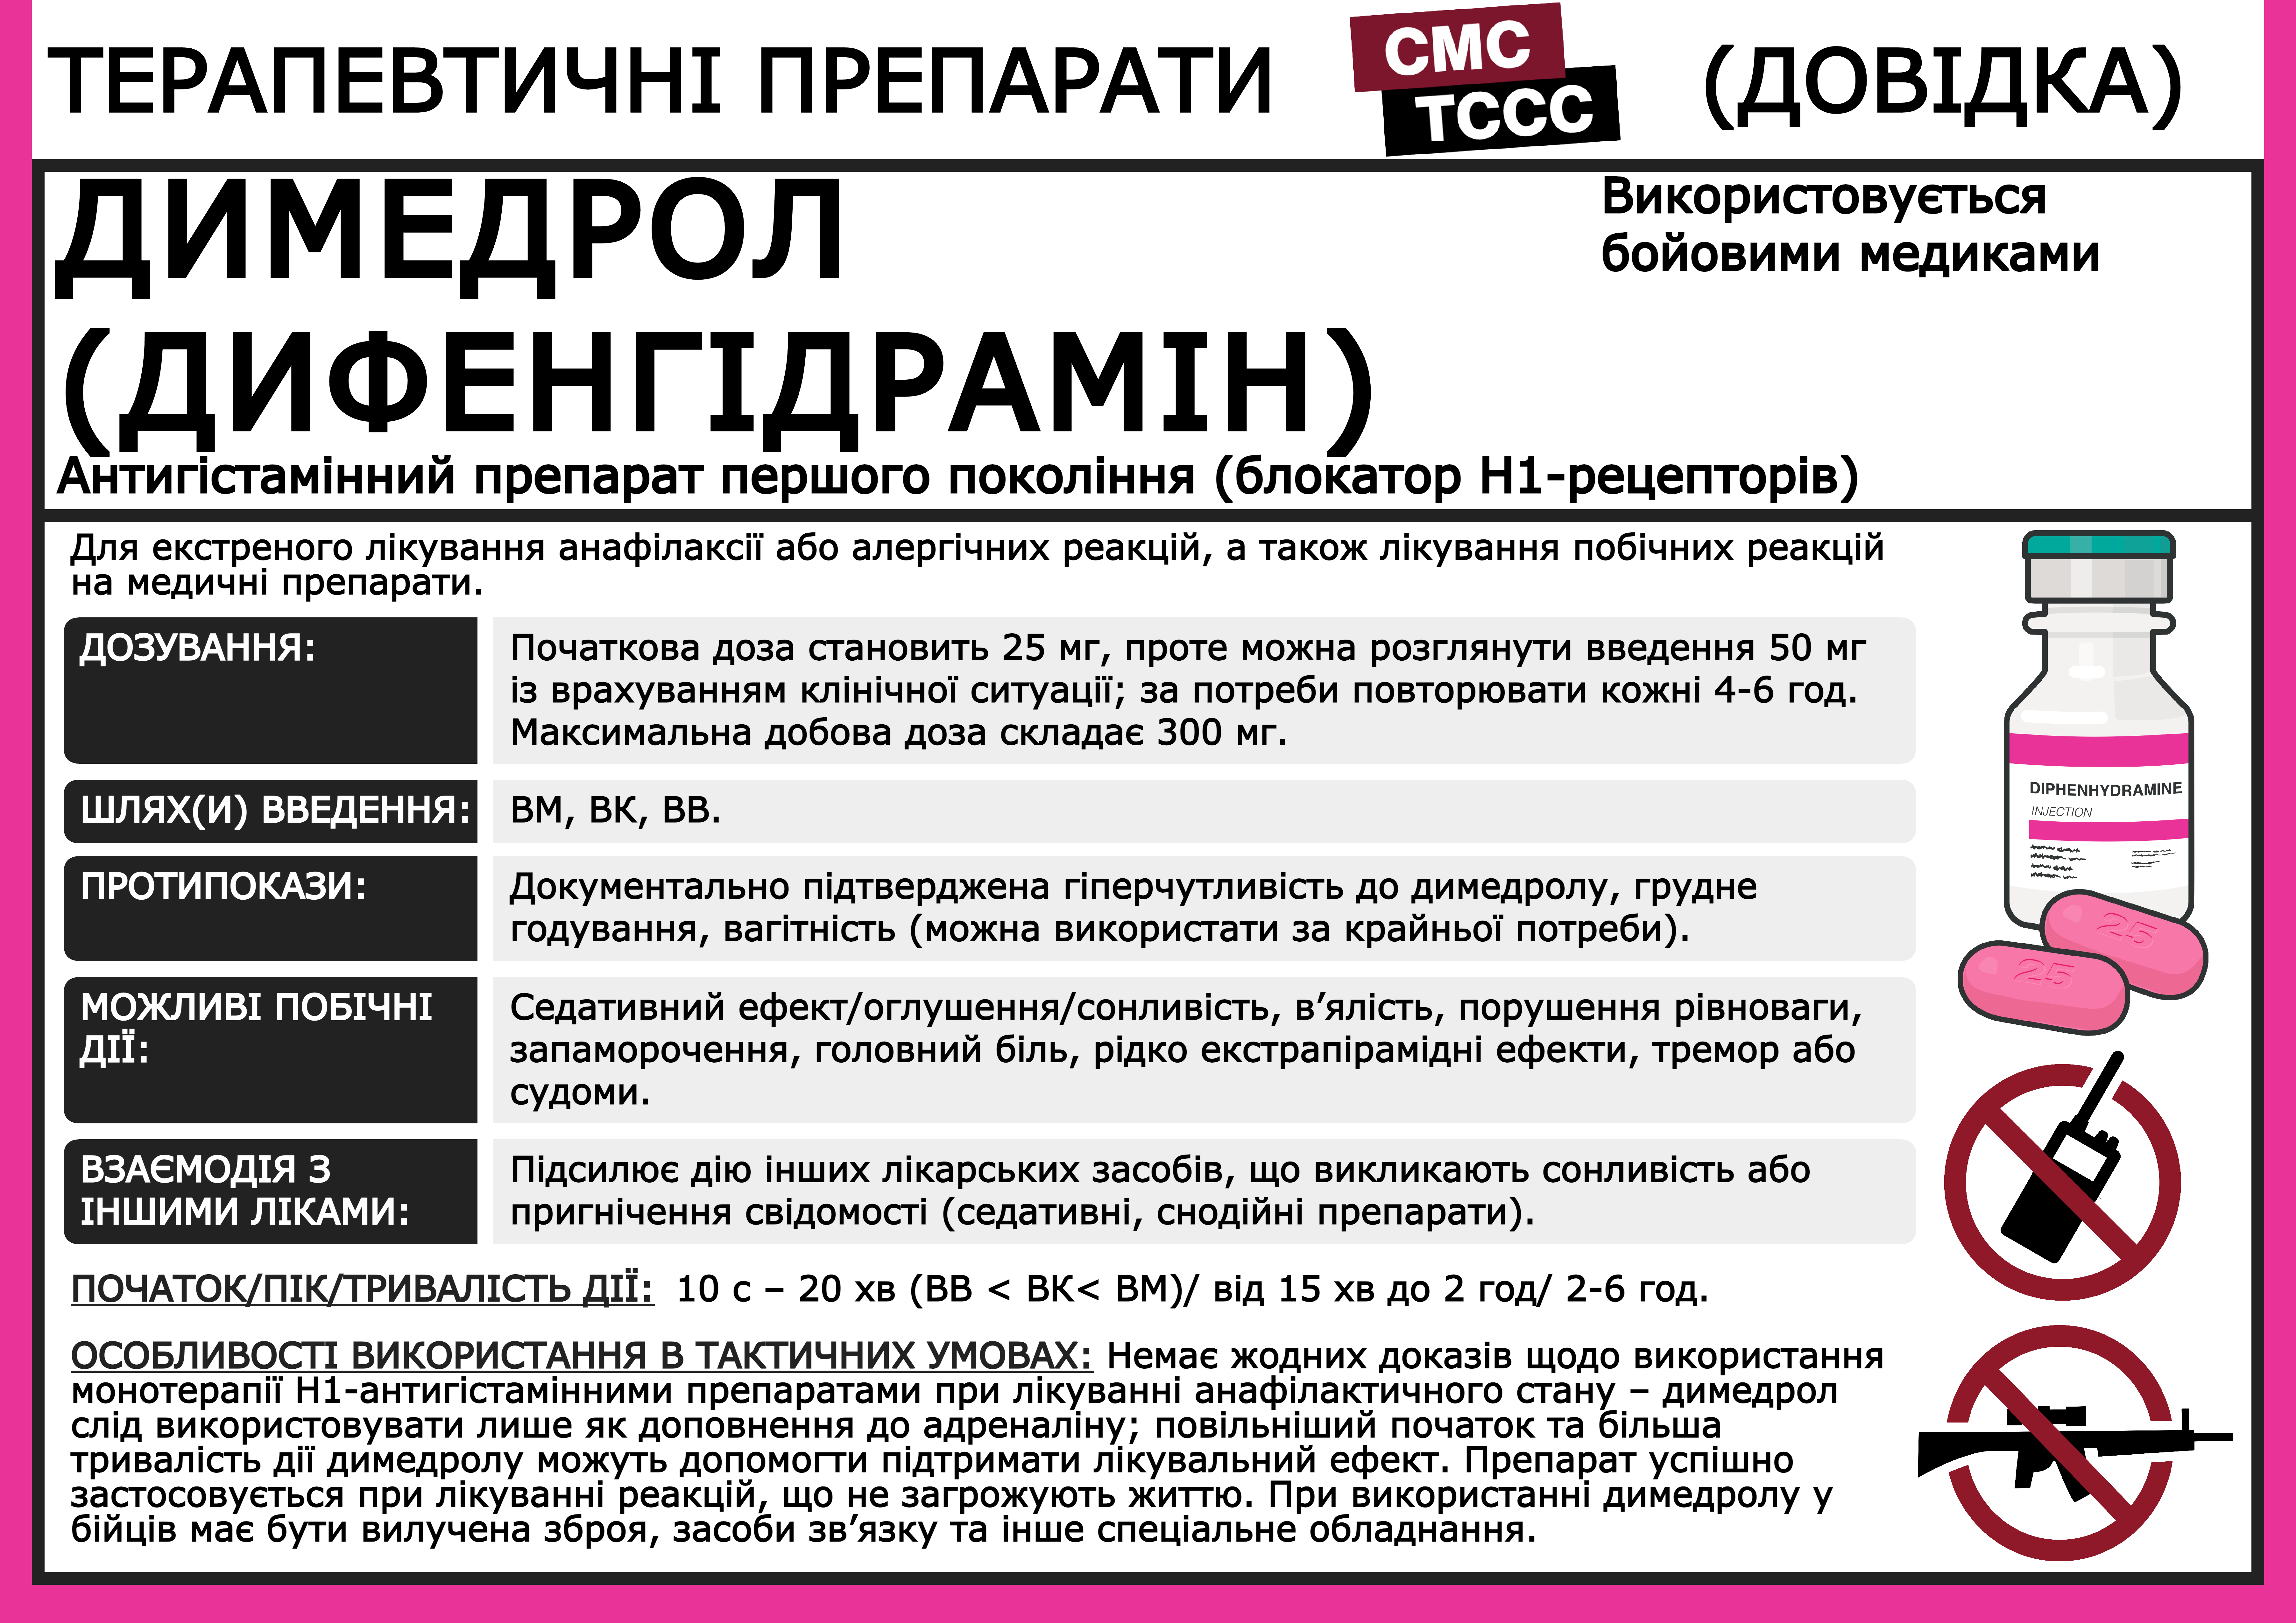 ТЕРАПЕВТИЧНІ ПРЕПАРАТИ
CMC
TCCC
(ДОВІДКА)
ДИМЕДРОЛ
(ДИФЕНГІДРАМІН)
Використовується
бойовими медиками
Антигістамінний препарат першого покоління (блокатор H1-рецепторів)
Для екстреного лікування анафілаксії або алергічних реакцій, а також лікування побічних реакцій
на медичні препарати.
ДОЗУВАННЯ:
Початкова доза становить 25 мг, проте можна розглянути введення 50 мг
із врахуванням клінічної ситуації; за потреби повторювати кожні 4-6 год.
Максимальна добова доза складає 300 мг.
ШЛЯХ(И) ВВЕДЕННЯ:
ВМ, ВК, ВВ.
ПРОТИПОКАЗИ:
Документально підтверджена гіперчутливість до димедролу, грудне
годування, вагітність (можна використати за крайньої потреби).
МОЖЛИВІ ПОБІЧНІ
ДІЇ:
Седативний ефект/оглушення/сонливість, в’ялість, порушення рівноваги,
запаморочення, головний біль, рідко екстрапірамідні ефекти, тремор або
судоми.
ВЗАЄМОДІЯ З
ІНШИМИ ЛІКАМИ:
Підсилює дію інших лікарських засобів, що викликають сонливість або
пригнічення свідомості (седативні, снодійні препарати).
ПОЧАТОК/ПІК/ТРИВАЛІСТЬ ДІЇ: 10 с – 20 хв (ВВ < ВК< ВМ)/ від 15 хв до 2 год/ 2-6 год.
ОСОБЛИВОСТІ ВИКОРИСТАННЯ В ТАКТИЧНИХ УМОВАХ: Немає жодних доказів щодо використання
монотерапії H1-антигістамінними препаратами при лікуванні анафілактичного стану – димедрол
слід використовувати лише як доповнення до адреналіну; повільніший початок та більша
тривалість дії димедролу можуть допомогти підтримати лікувальний ефект. Препарат успішно
застосовується при лікуванні реакцій, що не загрожують життю. При використанні димедролу у
бійців має бути вилучена зброя, засоби зв’язку та інше спеціальне обладнання.
DIPHENHYDRAMINE
INJECTION
25
25